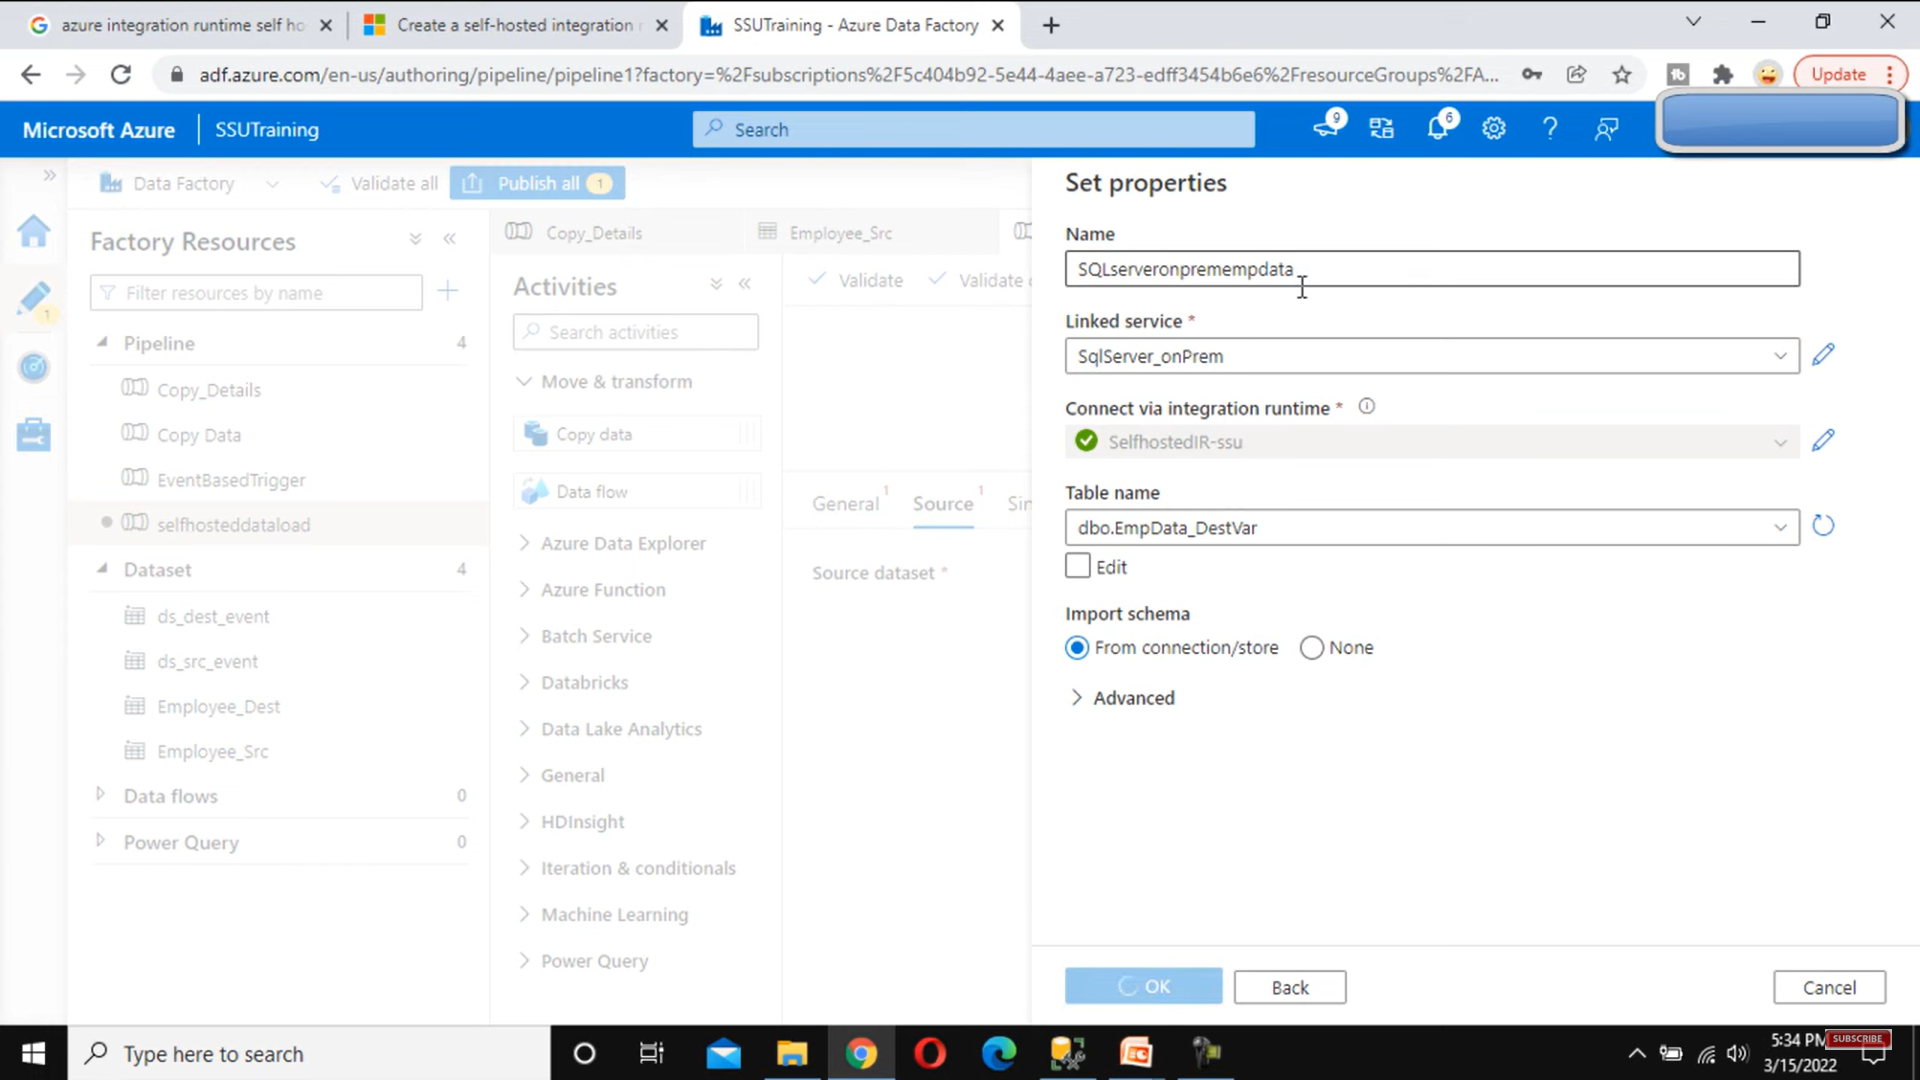 azure integration runtime self ho
Create a self-hosted integration r
SSUTraining - Azure Data Factory
adf.azure.com/en-us/authoring/pipeline/pipeline1?factory=%2Fsubscriptions%2F5c404b92-5e44-4aee-a723-edff3454b6e6%2FresourceGroups%2FA...
Update
Microsoft Azure
SSUTraining
Search
9
6
Data Factory
Validate all
Publish all 1
Factory Resources
Filter resources by name
1
Pipeline 4
Copy_Details
Copy Data
EventBasedTrigger
selfhosteddataload
Dataset 4
ds_dest_event
ds_src_event
Employee_Dest
Employee_Src
Data flows 0
Power Query 0
Copy_Details
Employee_Src
Activities
Search activities
Move & transform
Copy data
Data flow
Azure Data Explorer
Azure Function
Batch Service
Databricks
Data Lake Analytics
General
HDInsight
Iteration & conditionals
Machine Learning
Power Query
Validate
Validate c
General 1
Source 1
Sin
Source dataset *
Set properties
Name
SQLserveronpremempdata
Linked service *
SqlServer_onPrem
Connect via integration runtime *
SelfhostedIR-ssu
Table name
dbo.EmpData_DestVar
Edit
Import schema
From connection/store
None
Advanced
OK
Back
Cancel
Type here to search
5:34 PM
SUBSCRIBE
3/15/2022